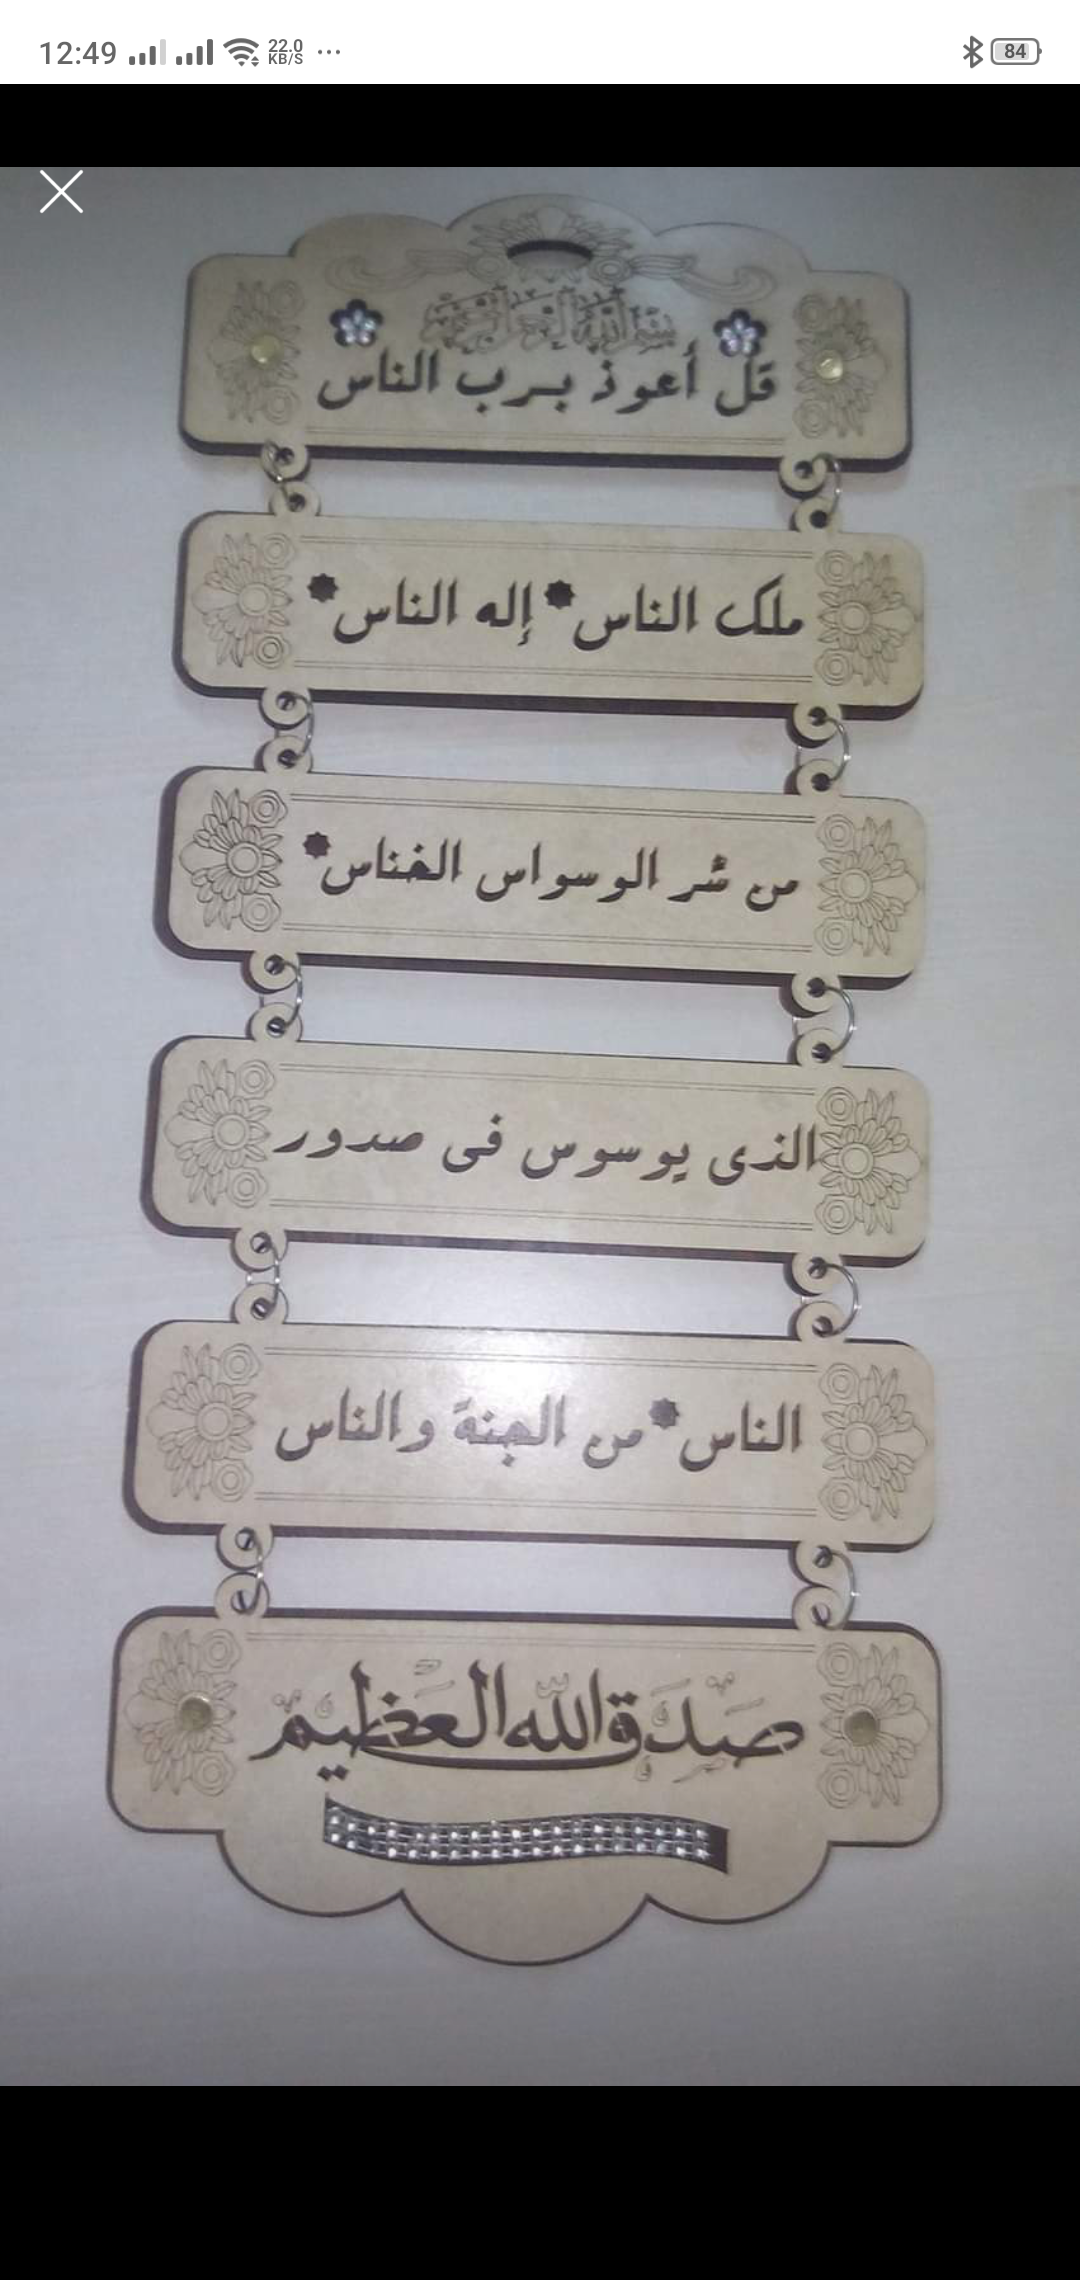 12:49
22.0
KB/S
84
بسم الله الرحمن الرحيم
قل أعوذ برب الناس
ملك الناس * إله الناس *
من شر الوسواس الخناس *
الذى يوسوس فى صدور
الناس * من الجنة والناس
صدق الله العظيم